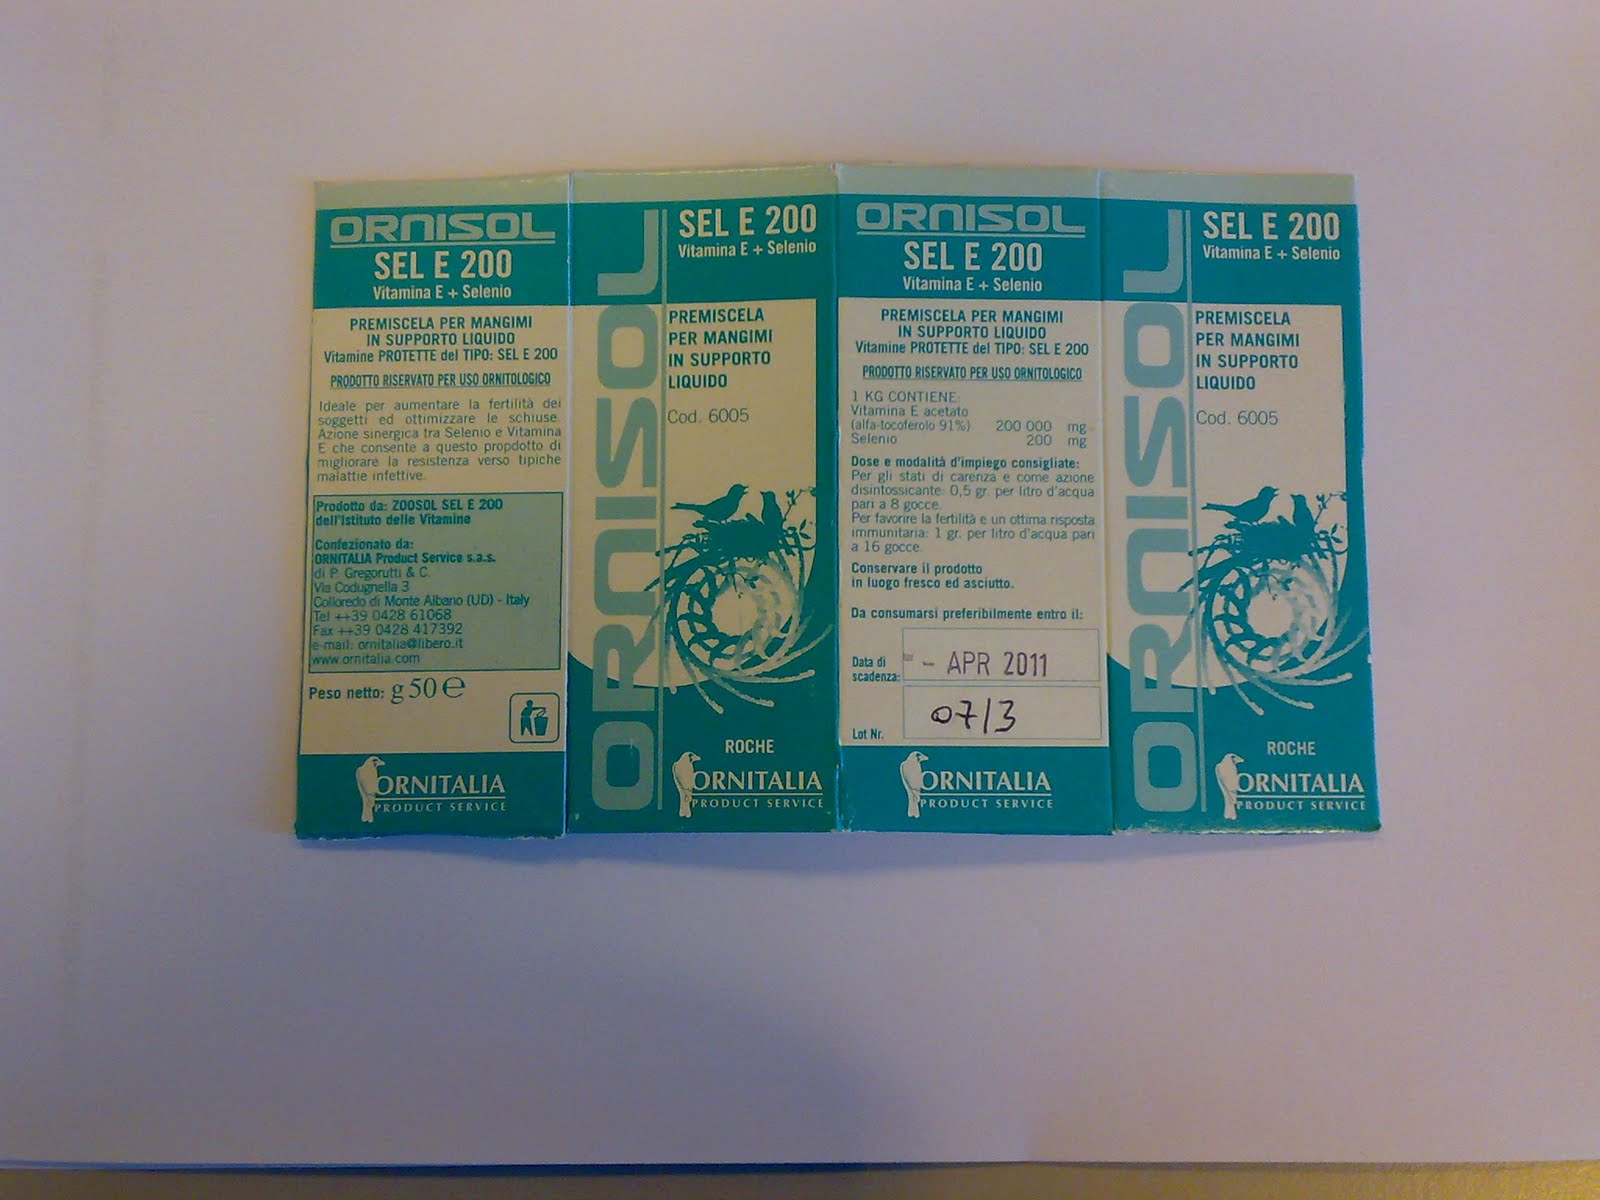 ORNISOL
SEL E 200
Vitamina E + Selenio
PREMISCELA PER MANGIMI
IN SUPPORTO LIQUIDO
Vitamine PROTETTE del TIPO: SEL E 200
PRODOTTO RISERVATO PER USO ORNITOLOGICO
Ideale per aumentare la fertilità dei
soggetti ed ottimizzare le schiuse.
Azione sinergica tra Selenio e Vitamina
E che consente a questo propdotto di
migliorare la resistenza verso tipiche
malattie infettive.
Prodotto da: ZOOSOL SEL E 200
dell'Istituto delle Vitamine
Confezionato da:
ORNITALIA Product Service s.a.s.
di P. Gregorutti & C.
Via Codugnella 3
Colloredo di Monte Albano (UD) - Italy
Tel ++39 0428 61068
Fax ++39 0428 417392
e-mail: ornitalia@libero.it
www.ornitalia.com
Peso netto: g 50 e
ORNITALIA
PRODUCT SERVICE
ORNISOL
SEL E 200
Vitamina E + Selenio
PREMISCELA
PER MANGIMI
IN SUPPORTO
LIQUIDO
Cod. 6005
ROCHE
ORNITALIA
PRODUCT SERVICE
ORNISOL
SEL E 200
Vitamina E + Selenio
PREMISCELA PER MANGIMI
IN SUPPORTO LIQUIDO
Vitamine PROTETTE del TIPO: SEL E 200
PRODOTTO RISERVATO PER USO ORNITOLOGICO
1 KG CONTIENE:
Vitamina E acetato
(alfa-tocoferolo 91%) 200 000 mg
Selenio 200 mg
Dose e modalità d'impiego consigliate:
Per gli stati di carenza e come azione
disintossicante: 0,5 gr. per litro d'acqua
pari a 8 gocce.
Per favorire la fertilità e un ottima risposta
immunitaria: 1 gr. per litro d'acqua pari
a 16 gocce.
Conservare il prodotto
in luogo fresco ed asciutto.
Da consumarsi preferibilmente entro il:
Data di
scadenza:
APR 2011
Lot Nr.
07/3
ORNITALIA
PRODUCT SERVICE
ORNISOL
SEL E 200
Vitamina E + Selenio
PREMISCELA
PER MANGIMI
IN SUPPORTO
LIQUIDO
Cod. 6005
ROCHE
ORNITALIA
PRODUCT SERVICE